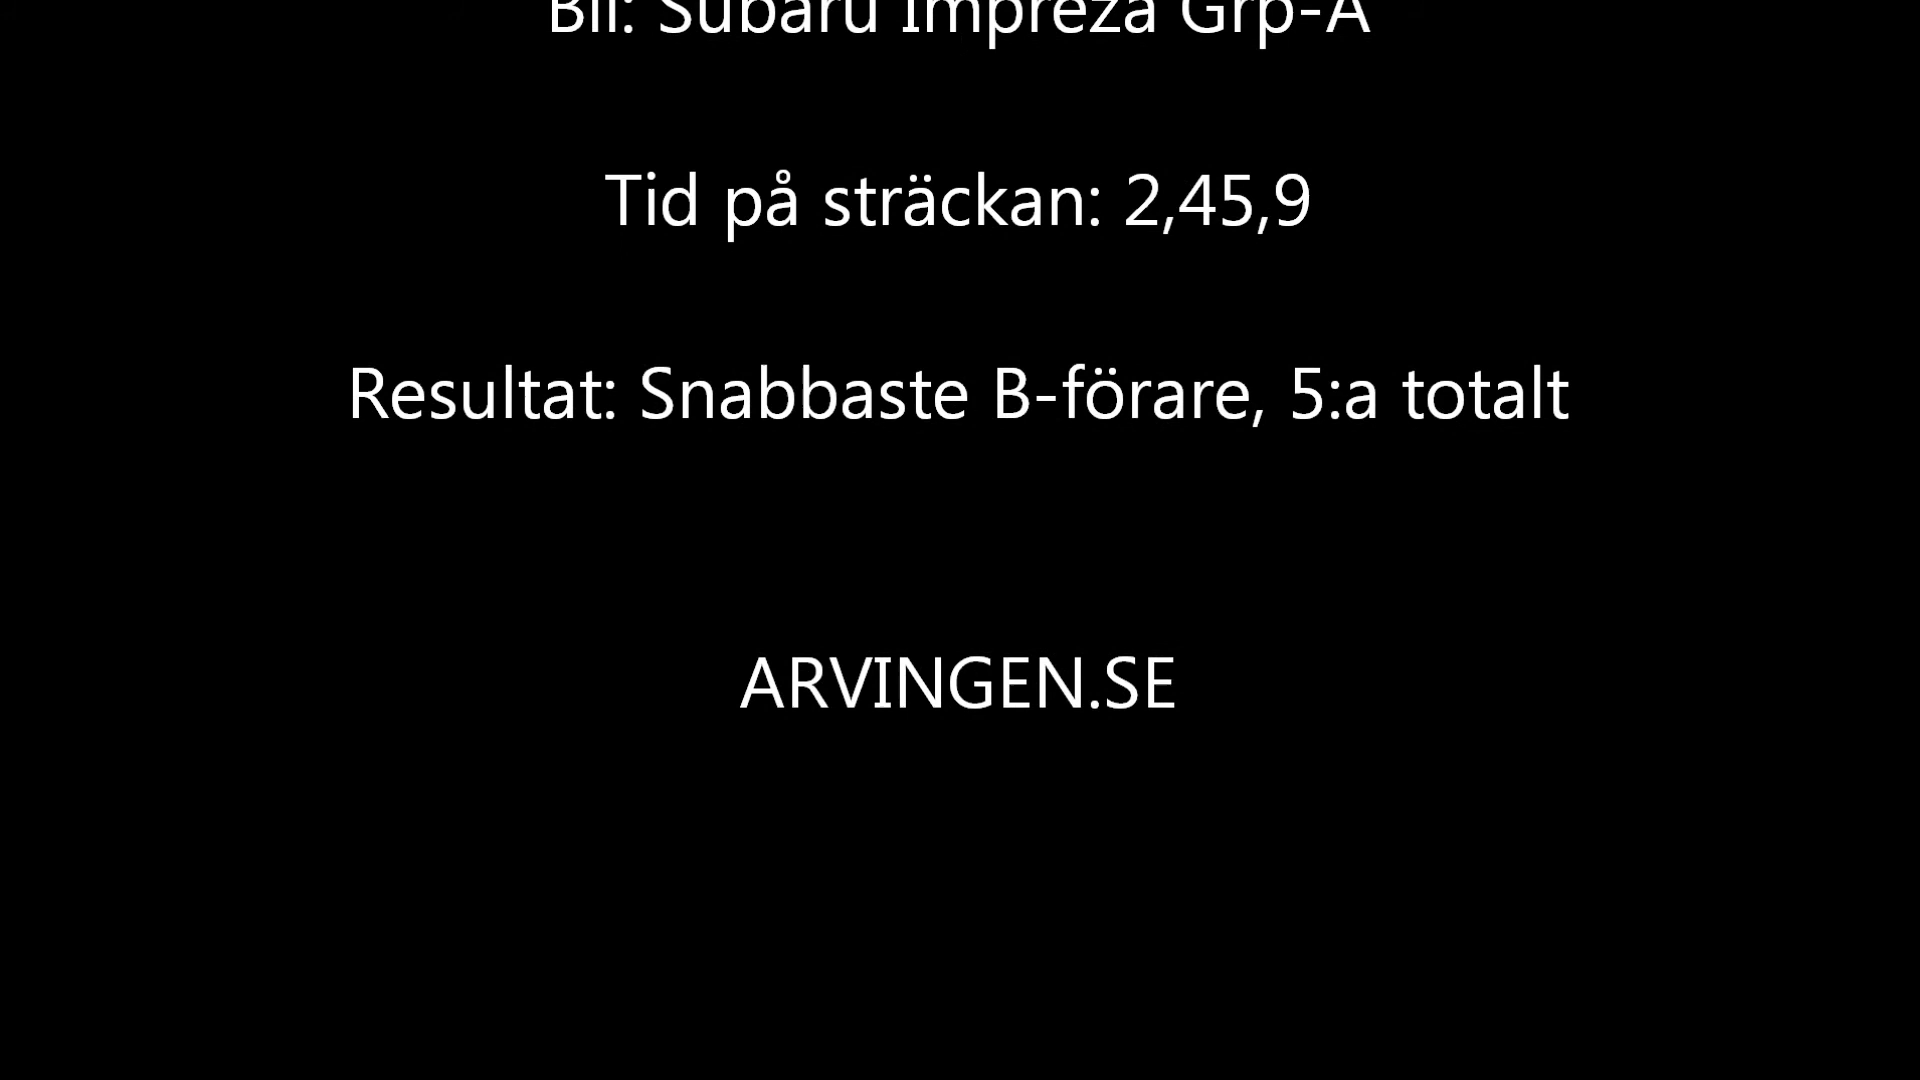 Bil: Subaru Impreza Grp-A
Tid på sträckan: 2,45,9
Resultat: Snabbaste B-förare, 5:a totalt
ARVINGEN.SE